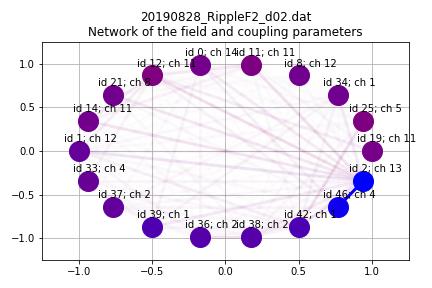 20190828_RippleF2_d02.dat
Network of the field and coupling parameters
id 0; ch 14
id 11; ch 11
id 12; ch 11
id 8; ch 12
id 21; ch
id 34; ch 1
id 14; ch 11
id 25; ch 5
id 1; ch 12
id 19; ch 11
id 33; ch 4
id 2; ch 13
id 37; ch 2
id 46; ch 4
id 39; ch 1
id 42; ch
id 36; ch 2
id 38; ch 2
1.0
0.5
0.0
−0.5
−1.0
−1.0 −0.5 0.0 0.5 1.0